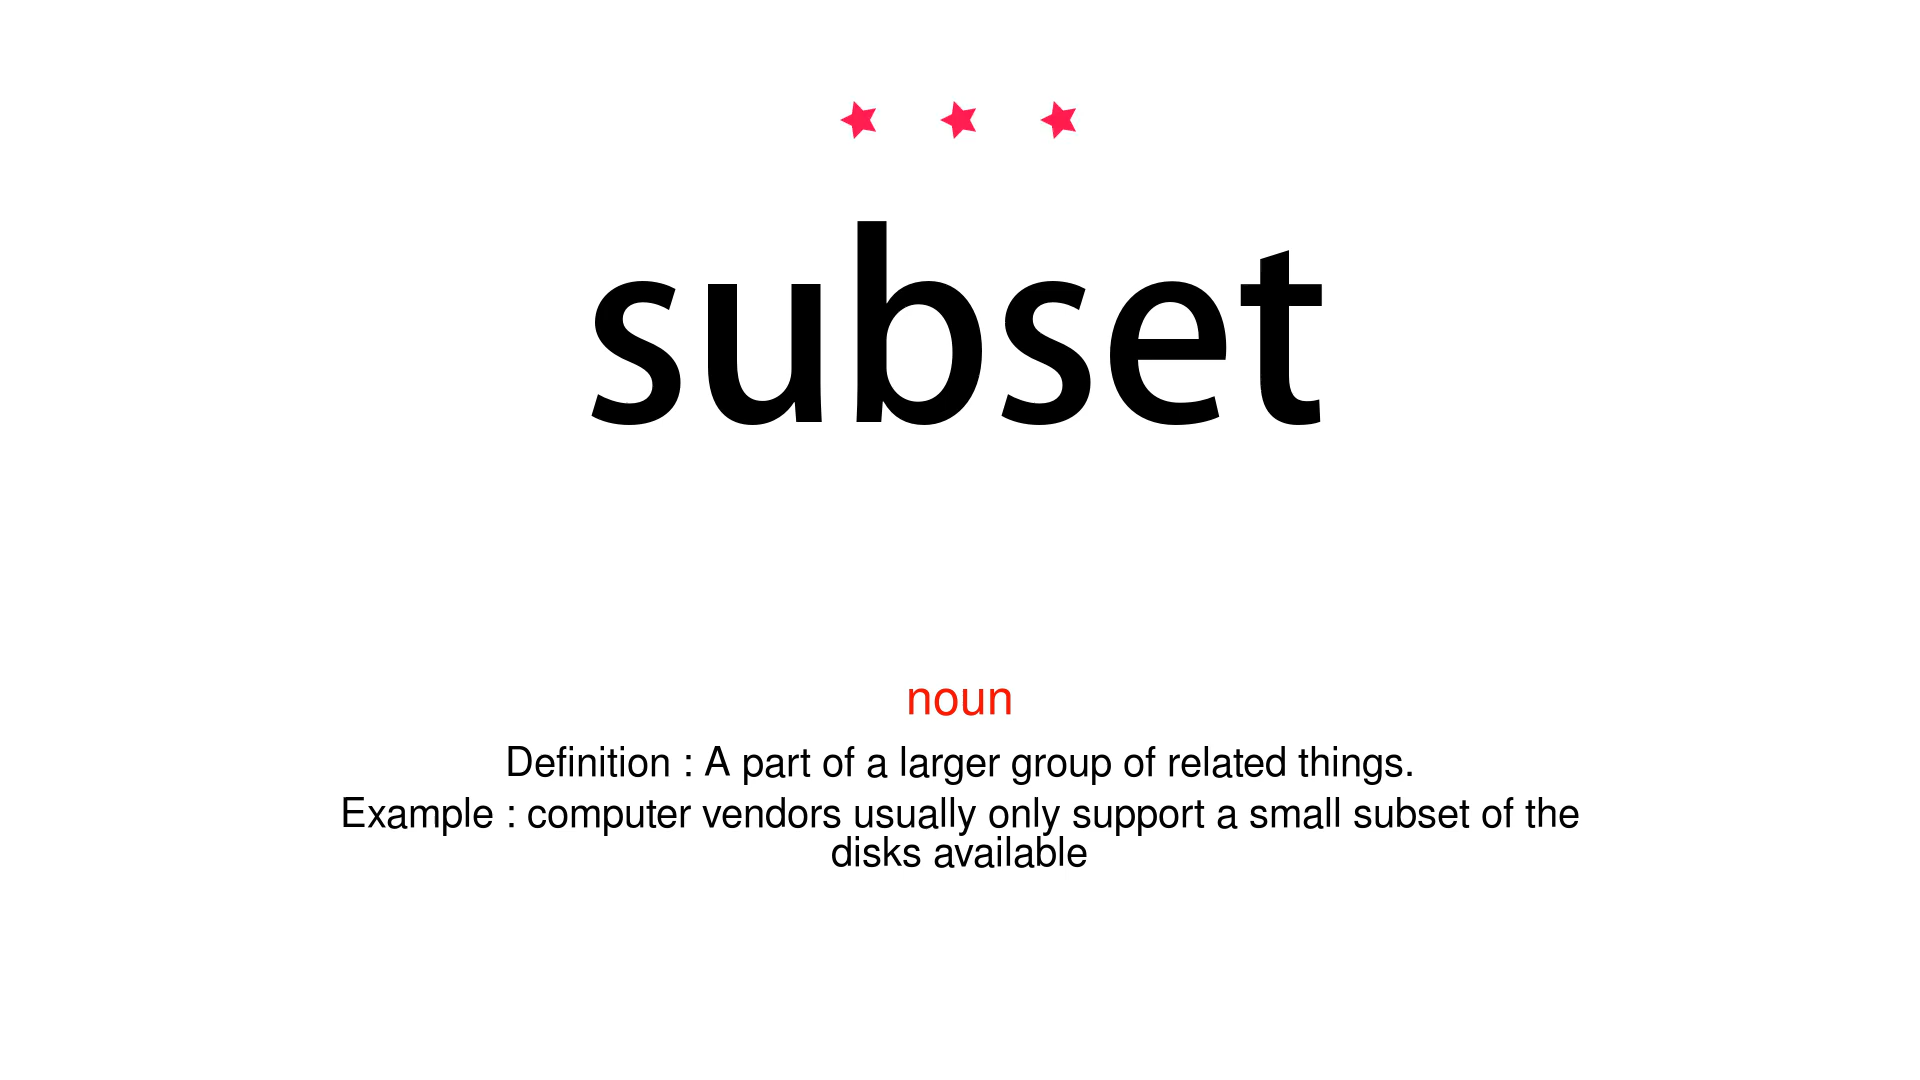 subset
noun
Definition : A part of a larger group of related things.
Example : computer vendors usually only support a small subset of the
disks available